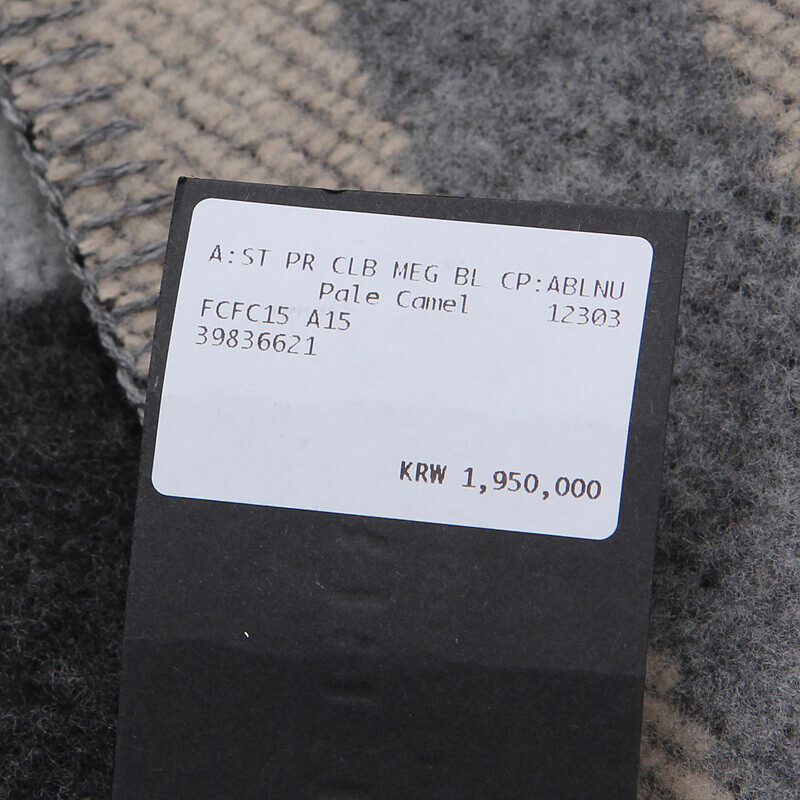 A:ST PR CLB MEG BL CP:ABLNU
Pale Camel 12303
FCFC15 A15
39836621
KRW 1,950,000